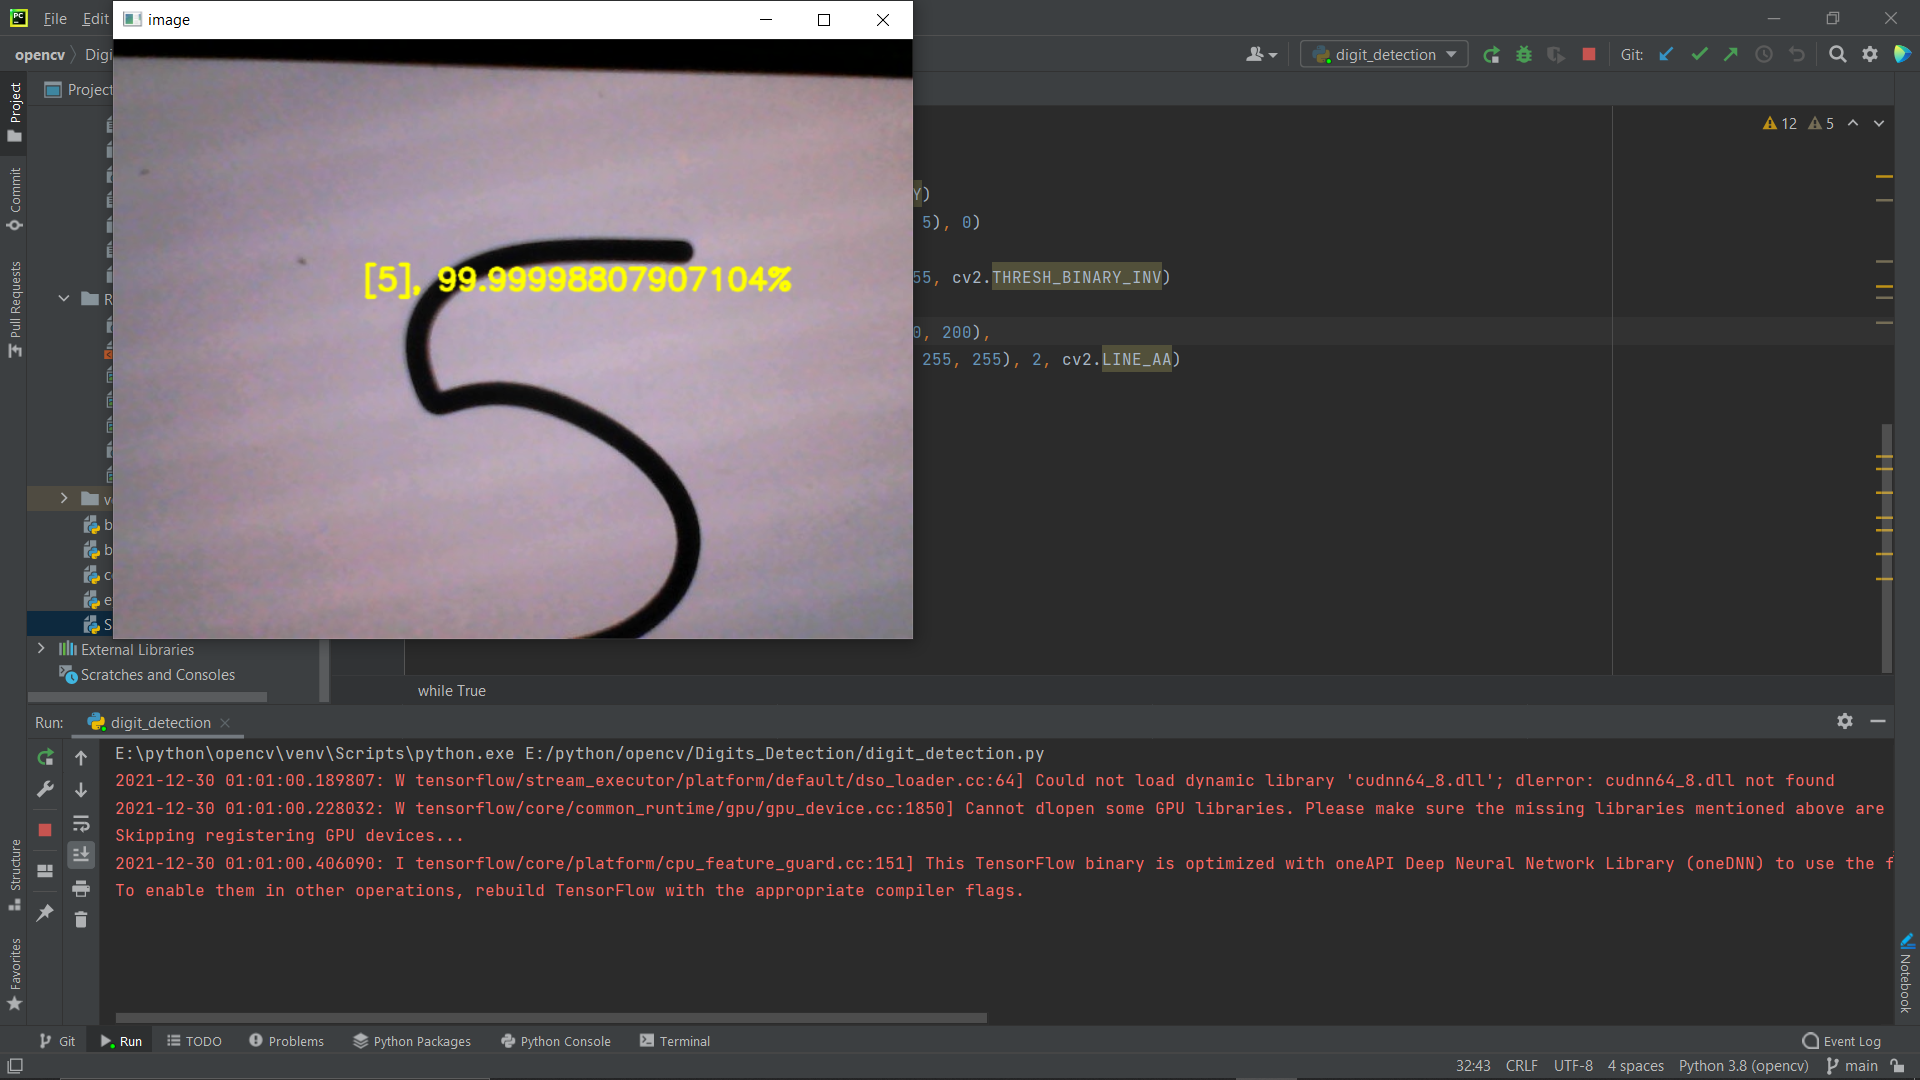 image
File Edit
opencv Digi
digit_detection Git:
Project
12 5
Y)
5), 0)
55, cv2.THRESH_BINARY_INV)
0, 200),
255, 255), 2, cv2.LINE_AA)
[5], 99.99998807907104%
R
v
b
b
c
e
S
External Libraries
Scratches and Consoles
while True
Project
Commit
Pull Requests
Structure
Favorites
Notebook
Run: digit_detection
E:\python\opencv\venv\Scripts\python.exe E:/python/opencv/Digits_Detection/digit_detection.py
2021-12-30 01:01:00.189807: W tensorflow/stream_executor/platform/default/dso_loader.cc:64] Could not load dynamic library 'cudnn64_8.dll'; dlerror: cudnn64_8.dll not found
2021-12-30 01:01:00.228032: W tensorflow/core/common_runtime/gpu/gpu_device.cc:1850] Cannot dlopen some GPU libraries. Please make sure the missing libraries mentioned above are
Skipping registering GPU devices...
2021-12-30 01:01:00.406090: I tensorflow/core/platform/cpu_feature_guard.cc:151] This TensorFlow binary is optimized with oneAPI Deep Neural Network Library (oneDNN) to use the f
To enable them in other operations, rebuild TensorFlow with the appropriate compiler flags.
Git Run TODO Problems Python Packages Python Console Terminal Event Log
32:43 CRLF UTF-8 4 spaces Python 3.8 (opencv) main